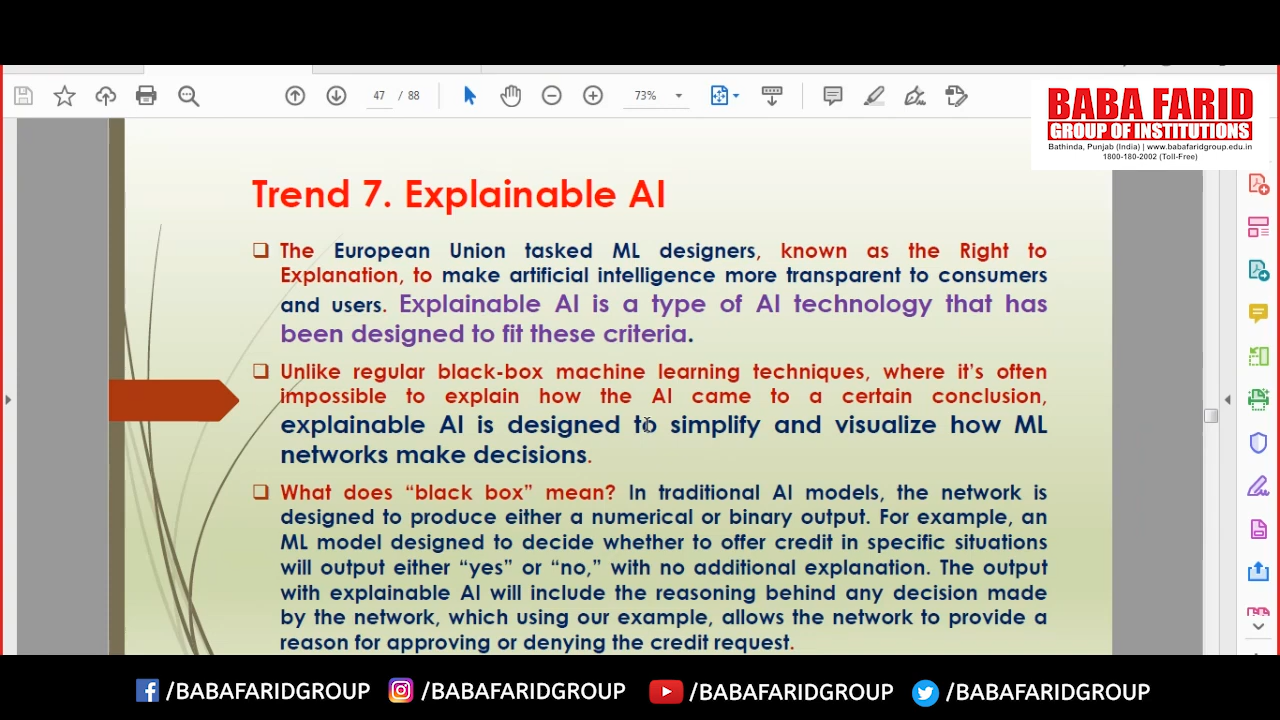 47 / 88
73%
BABA FARID
GROUP OF INSTITUTIONS
Bathinda, Punjab (India) | www.babafaridgroup.edu.in
1800-180-2002 (Toll-Free)
Trend 7. Explainable AI
❑ The European Union tasked ML designers, known as the Right to
Explanation, to make artificial intelligence more transparent to consumers
and users. Explainable AI is a type of AI technology that has
been designed to fit these criteria.
❑ Unlike regular black-box machine learning techniques, where it's often
impossible to explain how the AI came to a certain conclusion,
explainable AI is designed to simplify and visualize how ML
networks make decisions.
❑ What does “black box” mean? In traditional AI models, the network is
designed to produce either a numerical or binary output. For example, an
ML model designed to decide whether to offer credit in specific situations
will output either “yes” or “no,” with no additional explanation. The output
with explainable AI will include the reasoning behind any decision made
by the network, which using our example, allows the network to provide a
reason for approving or denying the credit request.
/BABAFARIDGROUP /BABAFARIDGROUP /BABAFARIDGROUP /BABAFARIDGROUP